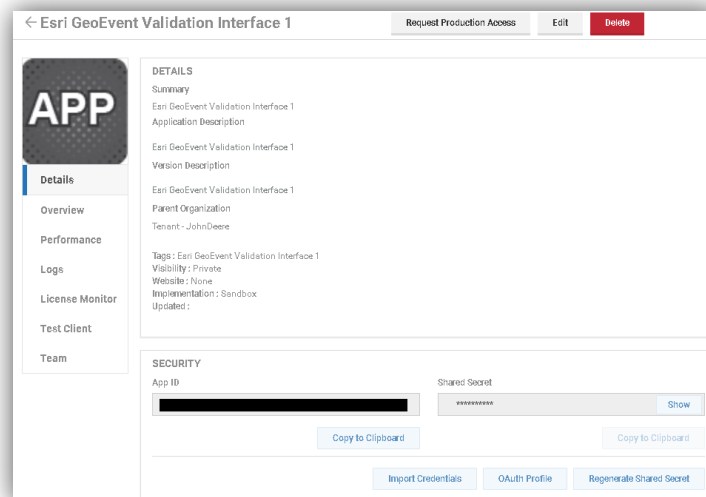 ← Esri GeoEvent Validation Interface 1
Request Production Access
Edit
Delete
APP
Details
Overview
Performance
Logs
License Monitor
Test Client
Team
DETAILS
Summary
Esri GeoEvent Validation Interface 1
Application Description
Esri GeoEvent Validation Interface 1
Version Description
Esri GeoEvent Validation Interface 1
Parent Organization
Tenant - JohnDeere
Tags : Esri GeoEvent Validation Interface 1
Visibility : Private
Website : None
Implementation : Sandbox
Updated :
SECURITY
App ID
Copy to Clipboard
Shared Secret
**********
Show
Copy to Clipboard
Import Credentials
OAuth Profile
Regenerate Shared Secret